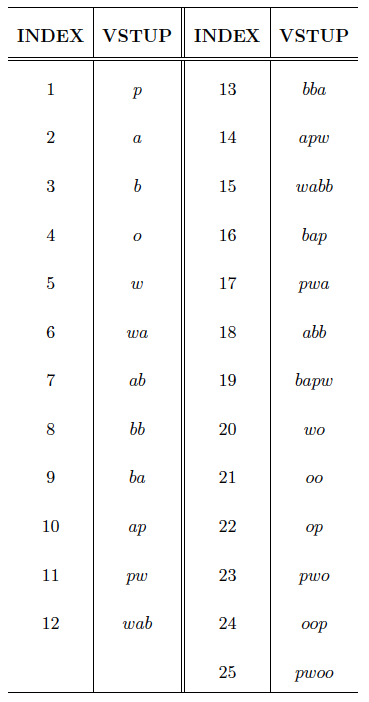 INDEX VSTUP INDEX VSTUP
1 p 13 bba
2 a 14 apw
3 b 15 wabb
4 o 16 bap
5 w 17 pwa
6 wa 18 abb
7 ab 19 bapw
8 bb 20 wo
9 ba 21 oo
10 ap 22 op
11 pw 23 pwo
12 wab 24 oop
25 pwoo